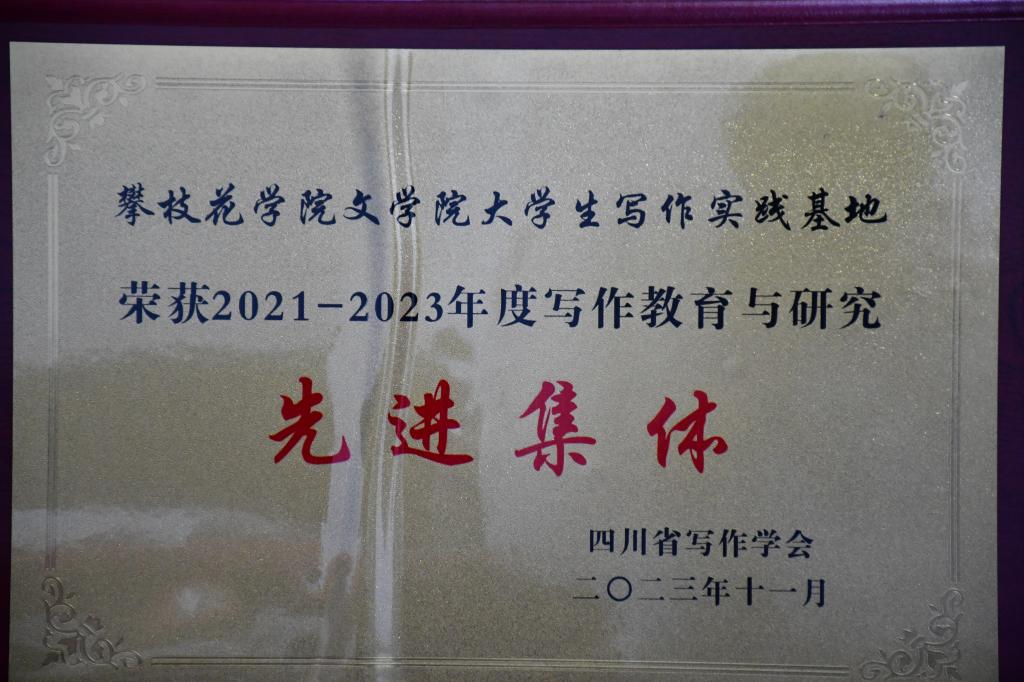 攀枝花学院文学院大学生写作实践基地
荣获2021-2023年度写作教育与研究
先进集体
四川省写作学会
二〇二三年十一月